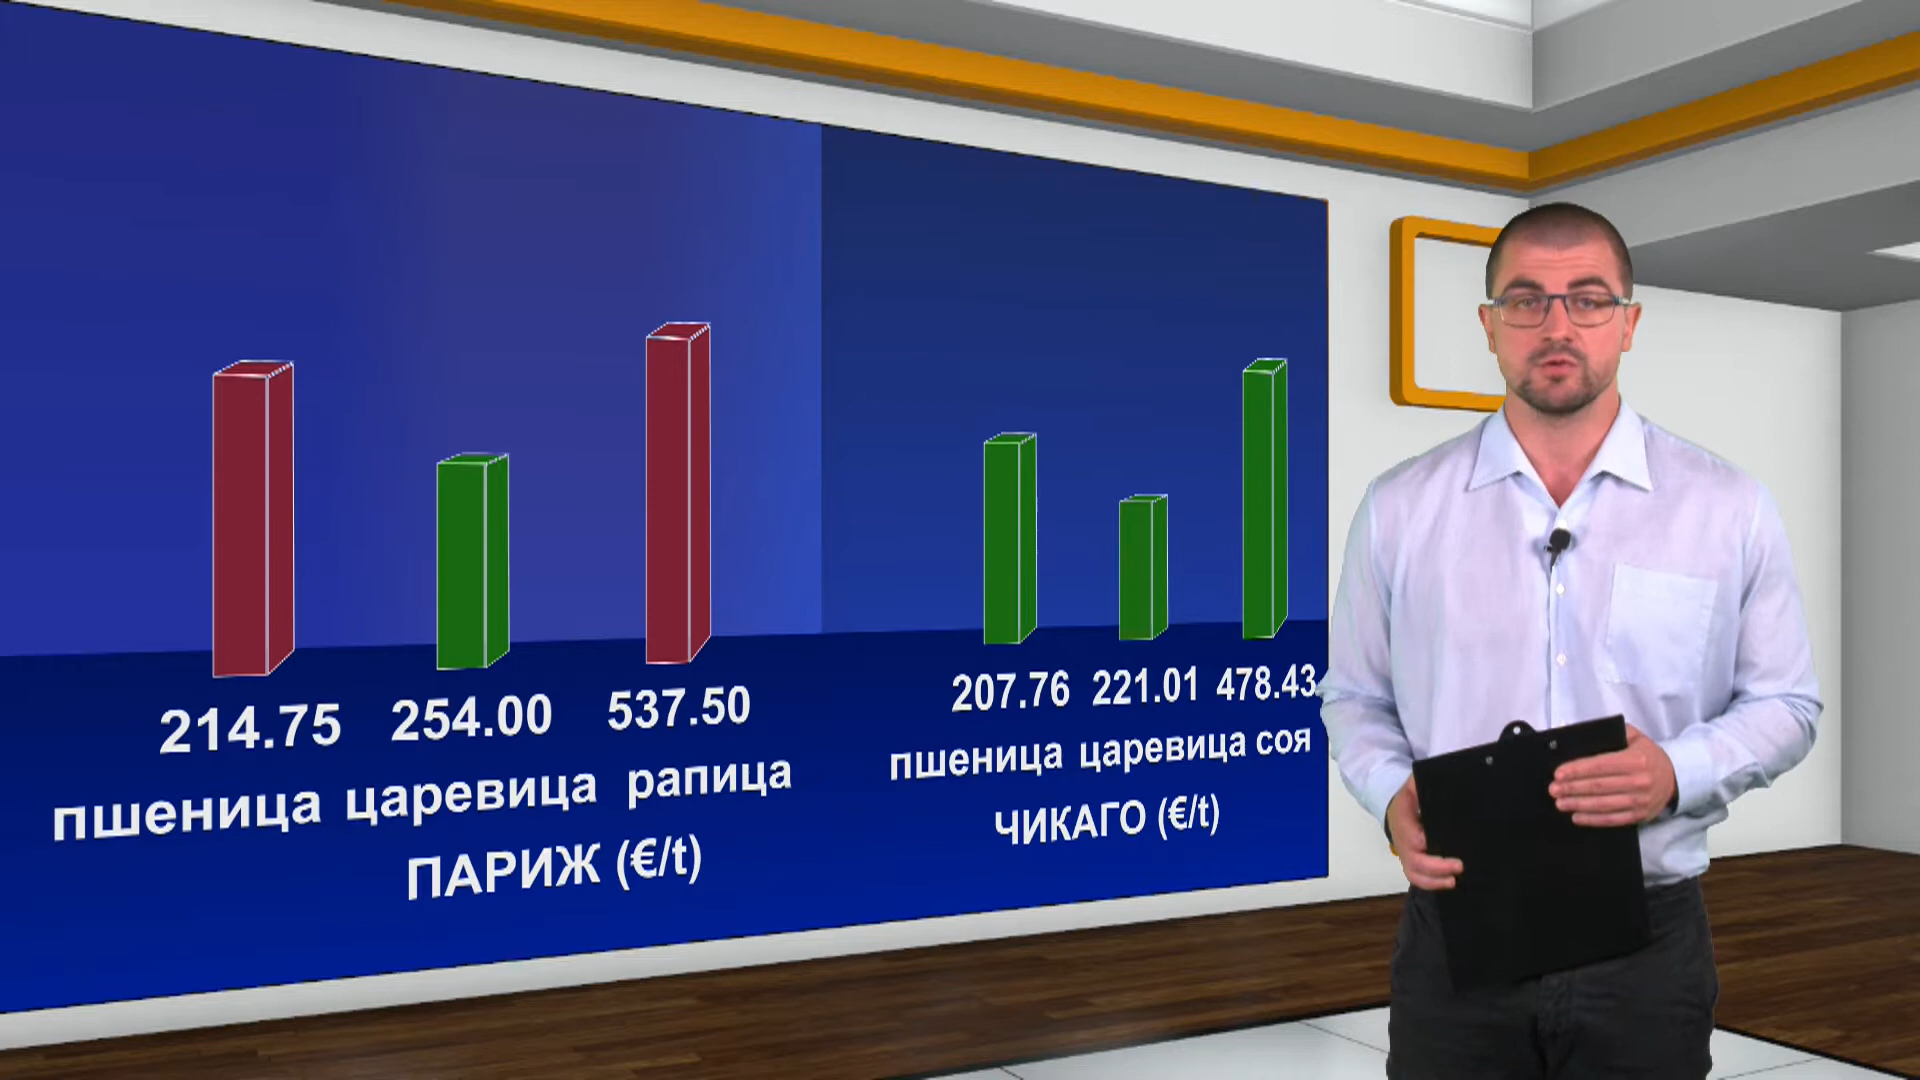 214.75 254.00 537.50
пшеница царевица рапица
ПАРИЖ (€/t)
207.76 221.01 478.43
пшеница царевица соя
ЧИКАГО (€/t)